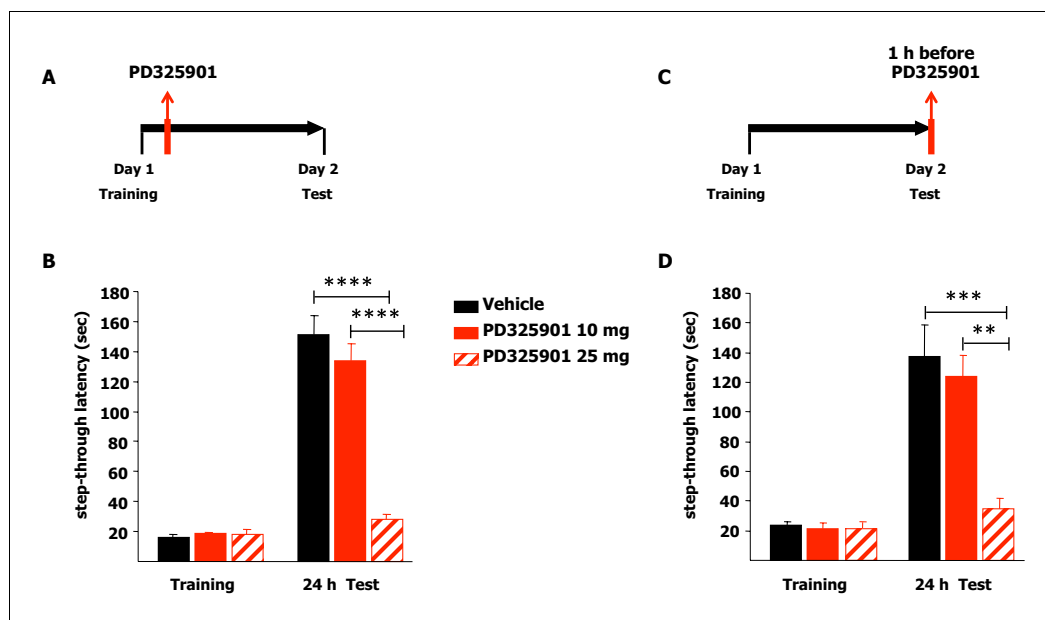 A
PD325901
Day 1
Training
Day 2
Test
C
1 h before
PD325901
Day 1
Training
Day 2
Test
B
step-through latency (sec)
180
160
140
120
100
80
60
40
20
****
****
Training
24 h Test
Vehicle
PD325901 10 mg
PD325901 25 mg
D
step-through latency (sec)
180
160
140
120
100
80
60
40
20
***
**
Training
24 h Test